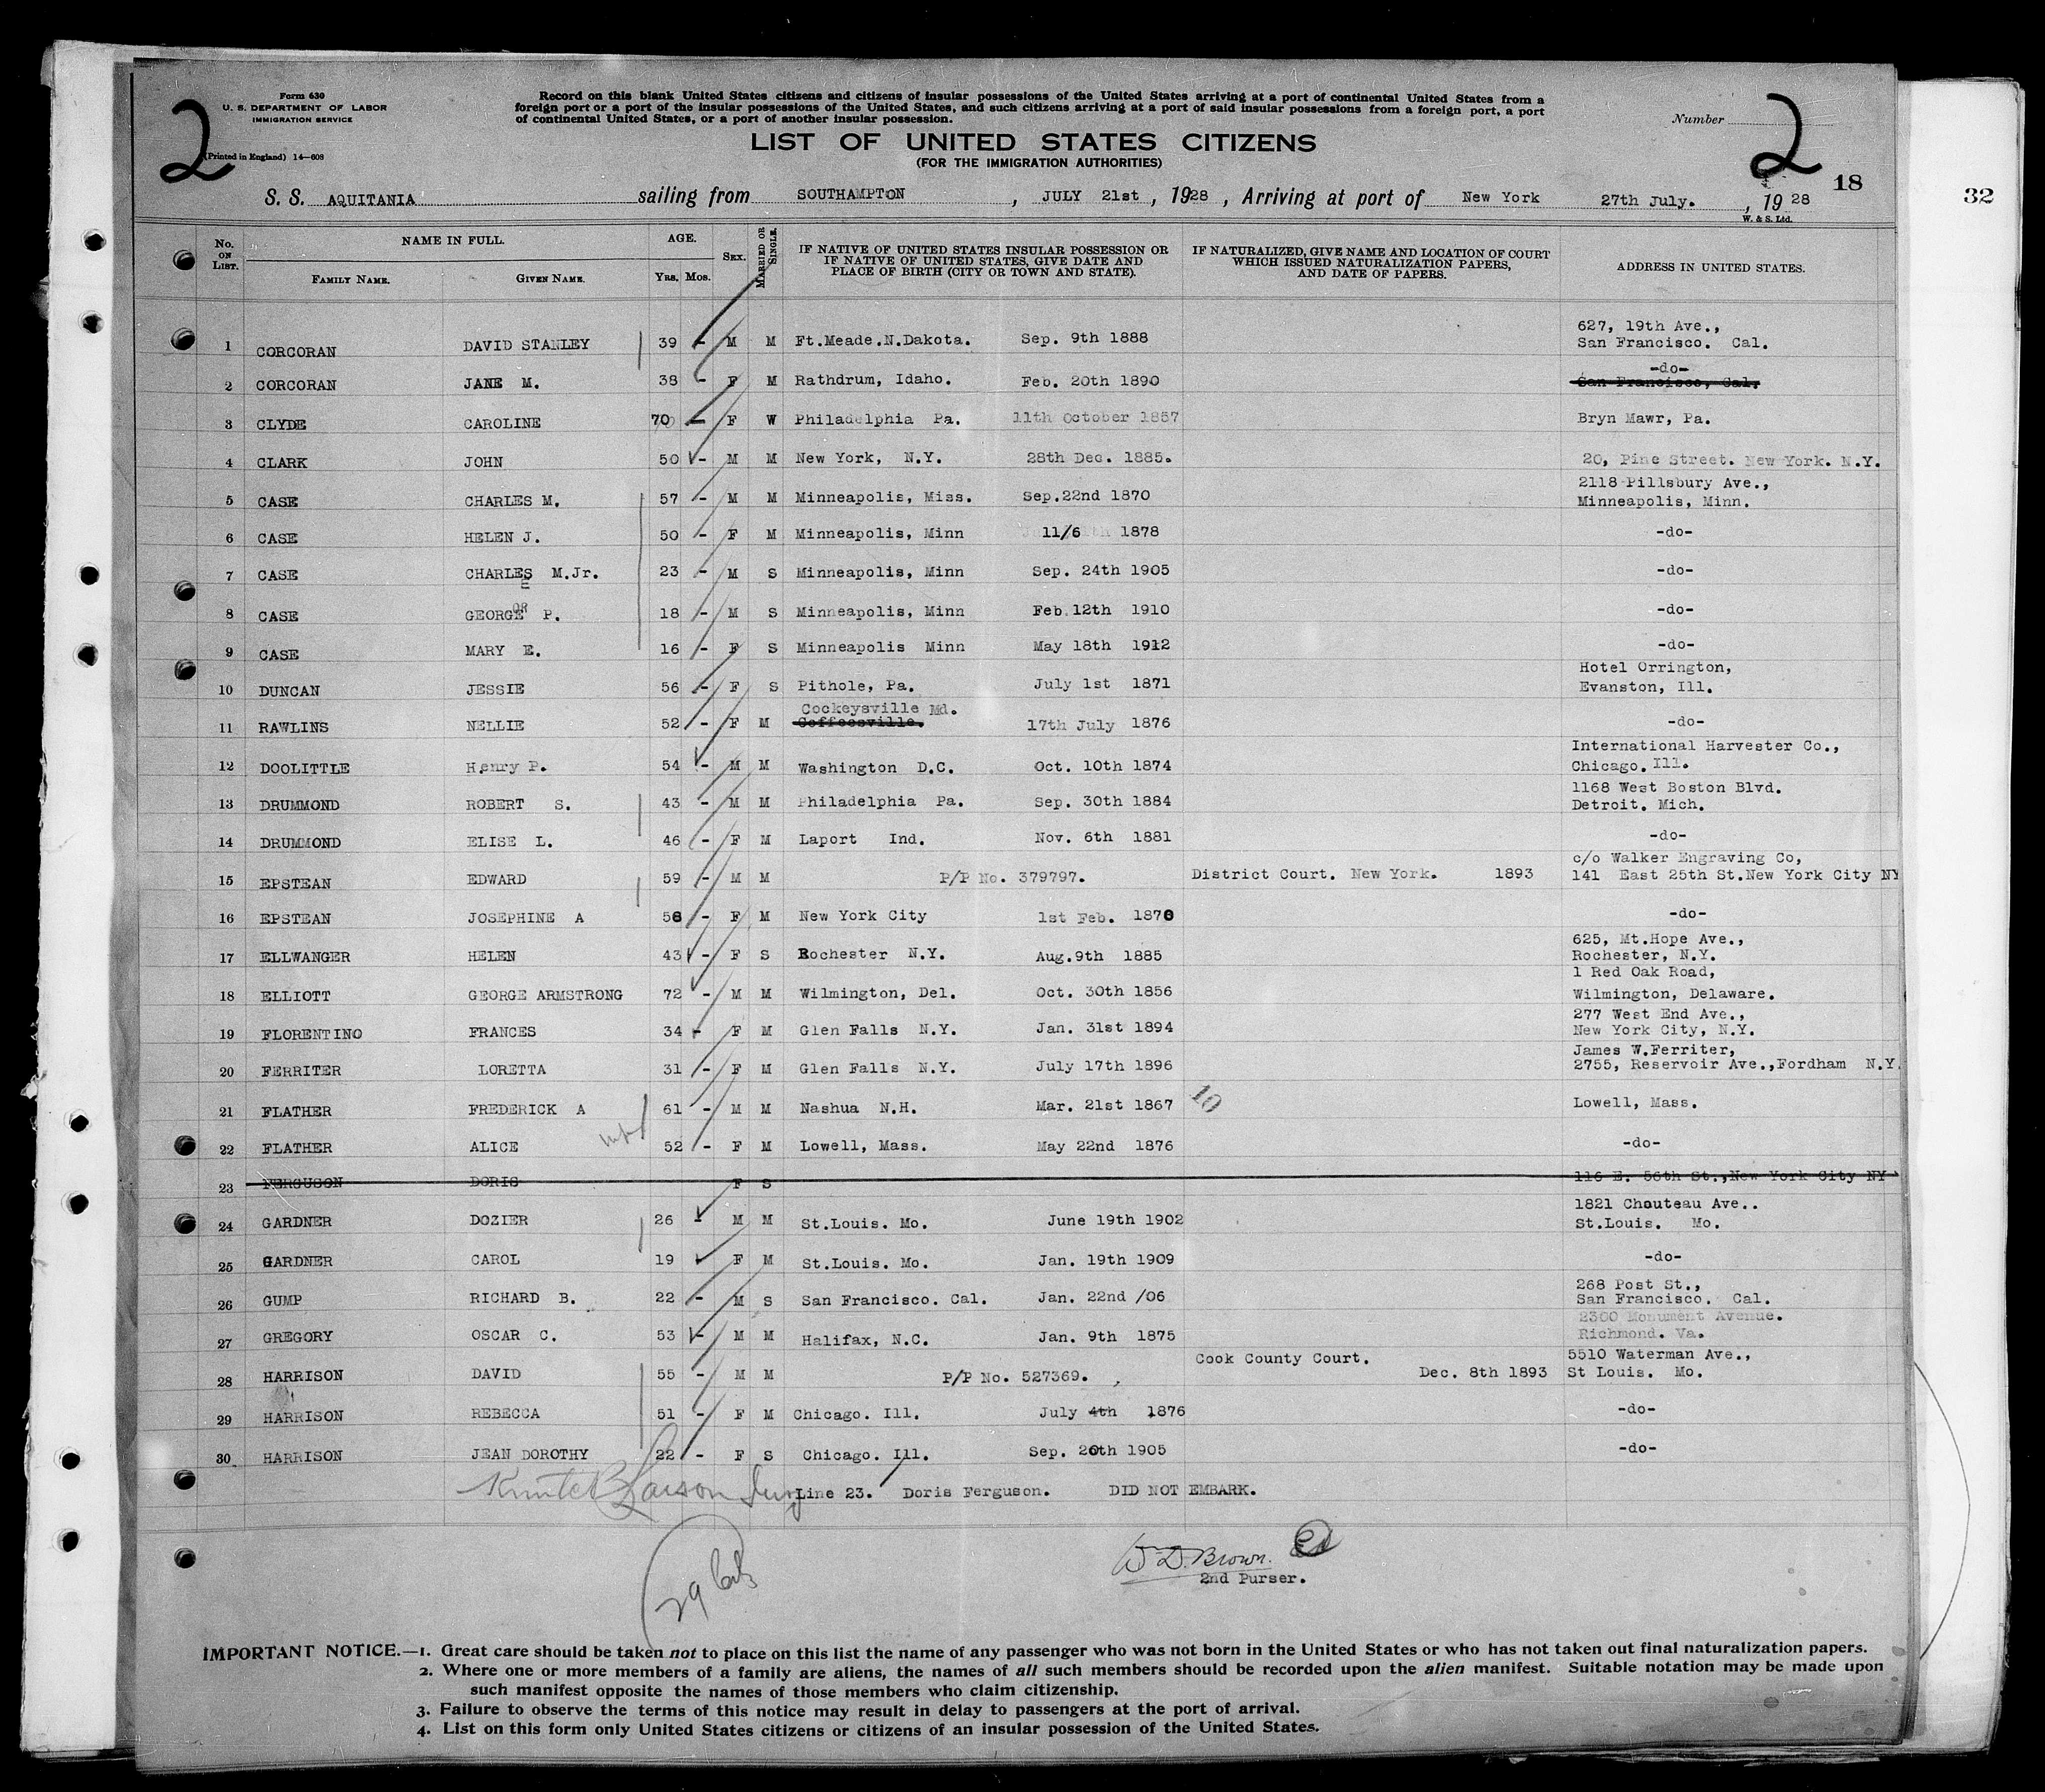 2
Form 630
U. S. DEPARTMENT OF LABOR
IMMIGRATION SERVICE
(Printed in England) 14—608
Record on this blank United States citizens and citizens of insular possessions of the United States arriving at a port of continental United States from a
foreign port or a port of the insular possessions of the United States, and such citizens arriving at a port of said insular possessions from a foreign port, a port
of continental United States, or a port of another insular possession.
LIST OF UNITED STATES CITIZENS
(FOR THE IMMIGRATION AUTHORITIES)
Number
2
18
32
S. S. AQUITANIA sailing from SOUTHAMPTON , JULY 21st , 1928 , Arriving at port of New York 27th July. , 19 28
W. & S. Ltd.
No. ON LIST. NAME IN FULL. FAMILY NAME. GIVEN NAME. AGE. Yrs. Mos. SEX. MARRIED OR SINGLE. IF NATIVE OF UNITED STATES INSULAR POSSESSION OR IF NATIVE OF UNITED STATES, GIVE DATE AND PLACE OF BIRTH (CITY OR TOWN AND STATE). IF NATURALIZED, GIVE NAME AND LOCATION OF COURT WHICH ISSUED NATURALIZATION PAPERS, AND DATE OF PAPERS. ADDRESS IN UNITED STATES.
1 CORCORAN DAVID STANLEY 39 - M M Ft.Meade.N.Dakota. Sep. 9th 1888 627, 19th Ave., San Francisco. Cal.
2 CORCORAN JANE M. 38 - F M Rathdrum, Idaho. Feb. 20th 1890 -do- San Francisco, Cal.
3 CLYDE CAROLINE 70 - F W Philadelphia Pa. 11th October 1857 Bryn Mawr, Pa.
4 CLARK JOHN 50 - M M New York, N.Y. 28th Dec. 1885. 20, Pine Street. New York. N.Y.
5 CASE CHARLES M. 57 - M M Minneapolis, Miss. Sep.22nd 1870 2118 Pillsbury Ave., Minneapolis, Minn.
6 CASE HELEN J. 50 - F M Minneapolis, Minn 11/6 1878 -do-
7 CASE CHARLES M.Jr. 23 - M S Minneapolis, Minn Sep. 24th 1905 -do-
E
OR
8 CASE GEORGE P. 18 - M S Minneapolis, Minn Feb.12th 1910 -do-
9 CASE MARY E. 16 - F S Minneapolis Minn May 18th 1912 -do-
10 DUNCAN JESSIE 56 - F S Pithole, Pa. July 1st 1871 Hotel Orrington, Evanston, Ill.
11 RAWLINS NELLIE 52 - F M Cockeysville Md. 17th July 1876 -do-
12 DOOLITTLE Henry P. 54 - M M Washington D.C. Oct. 10th 1874 International Harvester Co., Chicago. Ill.
13 DRUMMOND ROBERT S. 43 - M M Philadelphia Pa. Sep. 30th 1884 1168 West Boston Blvd. Detroit. Mich.
14 DRUMMOND ELISE L. 46 - F M Laport Ind. Nov. 6th 1881 -do-
15 EPSTEAN EDWARD 59 - M M P/P No. 379797. District Court. New York. 1893 c/o Walker Engraving Co, 141 East 25th St.New York City NY
16 EPSTEAN JOSEPHINE A 58 - F M New York City 1st Feb. 1870 -do-
17 ELLWANGER HELEN 43 - F S Rochester N.Y. Aug.9th 1885 625, Mt.Hope Ave., Rochester, N.Y.
18 ELLIOTT GEORGE ARMSTRONG 72 - M M Wilmington, Del. Oct. 30th 1856 1 Red Oak Road, Wilmington, Delaware.
19 FLORENTINO FRANCES 34 - F M Glen Falls N.Y. Jan. 31st 1894 277 West End Ave., New York City, N.Y.
20 FERRITER LORETTA 31 - F M Glen Falls N.Y. July 17th 1896 James W.Ferriter, 2755, Reservoir Ave.,Fordham N.Y.
21 FLATHER FREDERICK A 61 - M M Nashua N.H. Mar. 21st 1867 10 Lowell, Mass.
22 FLATHER ALICE 52 - F M Lowell, Mass. May 22nd 1876 -do-
23 FERGUSON DORIS F S 116 E. 56th St.,New York City NY
24 GARDNER DOZIER 26 - M M St.Louis. Mo. June 19th 1902 1821 Chouteau Ave.. St.Louis. Mo.
25 GARDNER CAROL 19 - F M St.Louis. Mo. Jan. 19th 1909 -do-
26 GUMP RICHARD B. 22 - M S San Francisco. Cal. Jan. 22nd /06 268 Post St., San Francisco. Cal.
27 GREGORY OSCAR C. 53 - M M Halifax, N.C. Jan. 9th 1875 2300 Monument Avenue. Richmond. Va.
28 HARRISON DAVID 55 - M M P/P No. 527369. Cook County Court. Dec. 8th 1893 5510 Waterman Ave., St Louis. Mo.
29 HARRISON REBECCA 51 - F M Chicago. Ill. July 4th 1876 -do-
30 HARRISON JEAN DOROTHY 22 - F S Chicago. Ill. Sep. 20th 1905 -do-
Line 23. Doris Ferguson. DID NOT EMBARK.
W D. Brown.
2nd Purser.
29
IMPORTANT NOTICE.—1. Great care should be taken not to place on this list the name of any passenger who was not born in the United States or who has not taken out final naturalization papers.
2. Where one or more members of a family are aliens, the names of all such members should be recorded upon the alien manifest. Suitable notation may be made upon
such manifest opposite the names of those members who claim citizenship.
3. Failure to observe the terms of this notice may result in delay to passengers at the port of arrival.
4. List on this form only United States citizens or citizens of an insular possession of the United States.